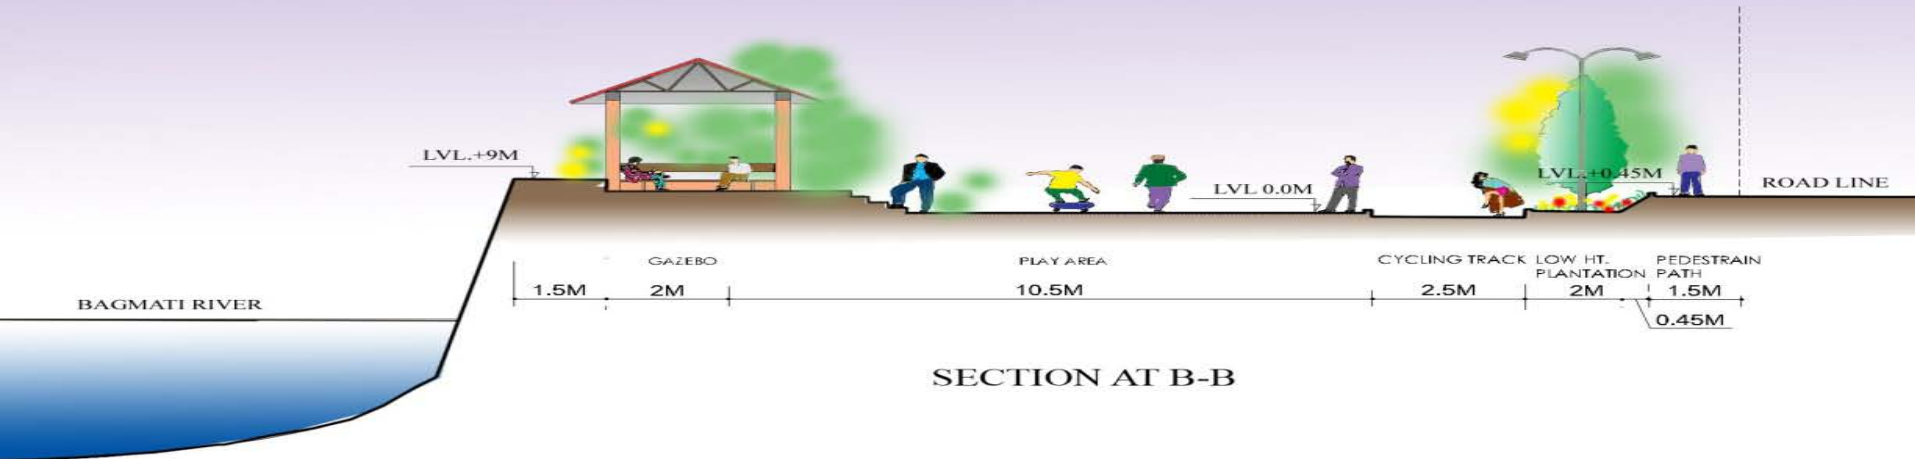 LVL.+9M
LVL 0.0M
LVL.+0.45M
ROAD LINE
GAZEBO
PLAY AREA
CYCLING TRACK
LOW HT.
PLANTATION
PEDESTRAIN
PATH
1.5M
2M
10.5M
2.5M
2M
1.5M
0.45M
BAGMATI RIVER
SECTION AT B-B